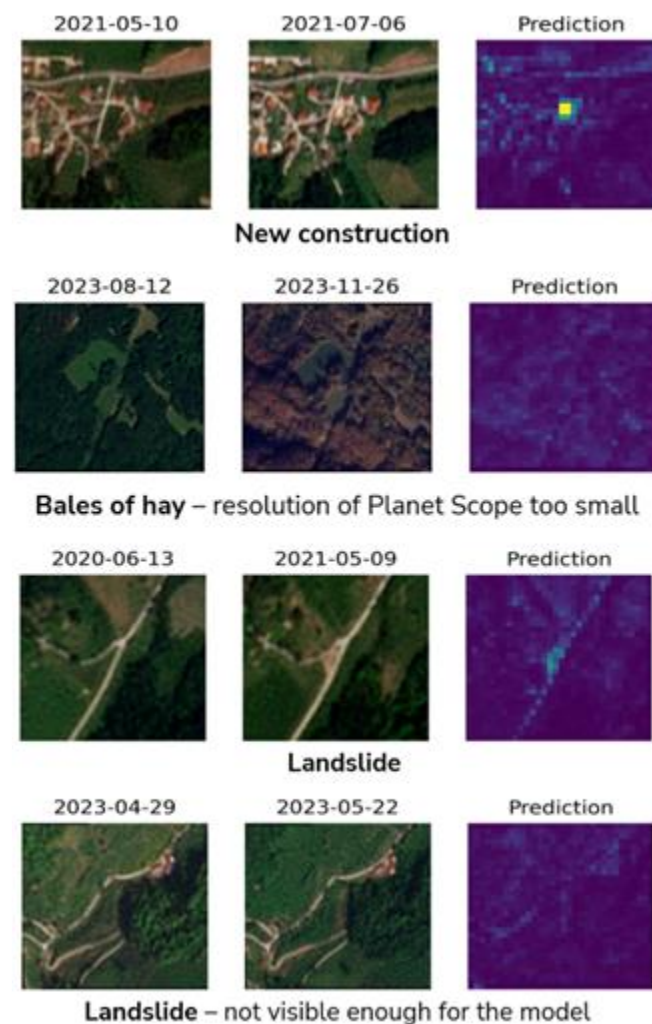 2021-05-10 2021-07-06 Prediction
New construction
2023-08-12 2023-11-26 Prediction
Bales of hay – resolution of Planet Scope too small
2020-06-13 2021-05-09 Prediction
Landslide
2023-04-29 2023-05-22 Prediction
Landslide – not visible enough for the model